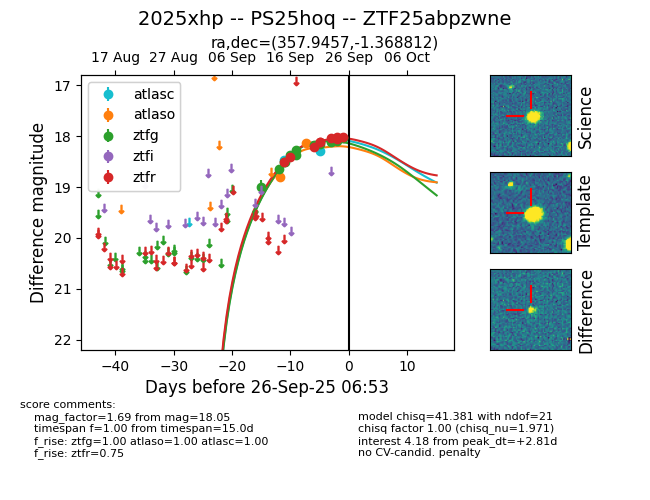 2025xhp -- PS25hoq -- ZTF25abpzwne
ra,dec=(357.9457,-1.368812)
17 Aug 27 Aug 06 Sep 16 Sep 26 Sep 06 Oct
17
18
19
20
21
22
Difference magnitude
atlasc
atlaso
ztfg
ztfi
ztfr
−40 −30 −20 −10 0 10
Days before 26-Sep-25 06:53
Science
Template
Difference
score comments:
mag_factor=1.69 from mag=18.05
timespan f=1.00 from timespan=15.0d
f_rise: ztfg=1.00 atlaso=1.00 atlasc=1.00
f_rise: ztfr=0.75
model chisq=41.381 with ndof=21
chisq factor 1.00 (chisq_nu=1.971)
interest 4.18 from peak_dt=+2.81d
no CV-candid. penalty